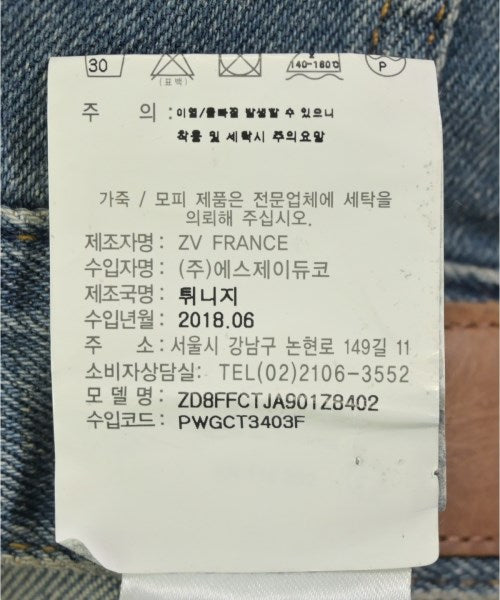 30 (표백) 140-160℃ P
주 의 : 이염/물빠짐 발생할 수 있으니
착용 및 세탁시 주의요망
가죽 / 모피 제품은 전문업체에 세탁을
의뢰해 주십시오.
제조자명 : ZV FRANCE
수입자명 : (주)에스제이듀코
제조국명 : 튀니지
수입년월 : 2018.06
주 소 : 서울시 강남구 논현로 149길 11
소비자상담실: TEL(02)2106-3552
모 델 명 : ZD8FFCTJA901Z8402
수입코드 : PWGCT3403F